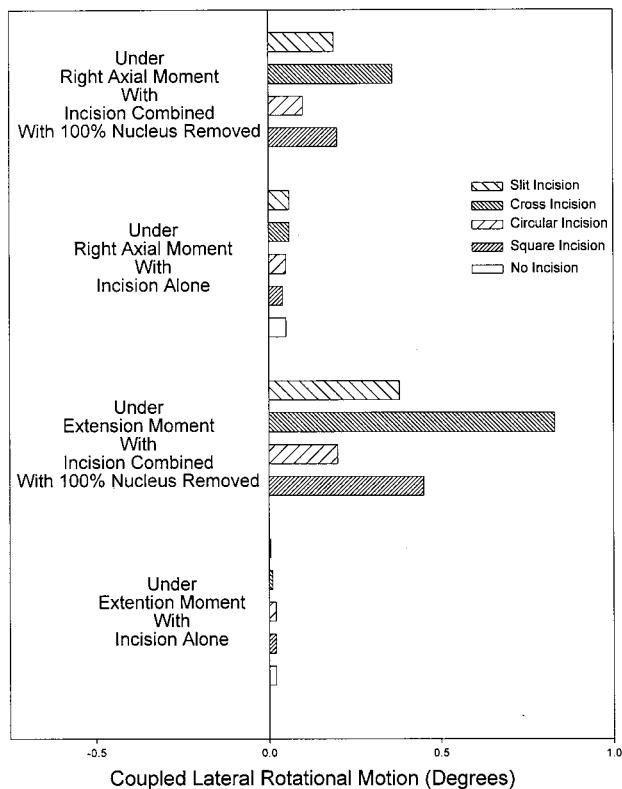 Under
Right Axial Moment
With
Incision Combined
With 100% Nucleus Removed
Under
Right Axial Moment
With
Incision Alone
Under
Extension Moment
With
Incision Combined
With 100% Nucleus Removed
Under
Extention Moment
With
Incision Alone
Slit Incision
Cross Incision
Circular Incision
Square Incision
No Incision
-0.5
0.0
0.5
1.0
Coupled Lateral Rotational Motion (Degrees)